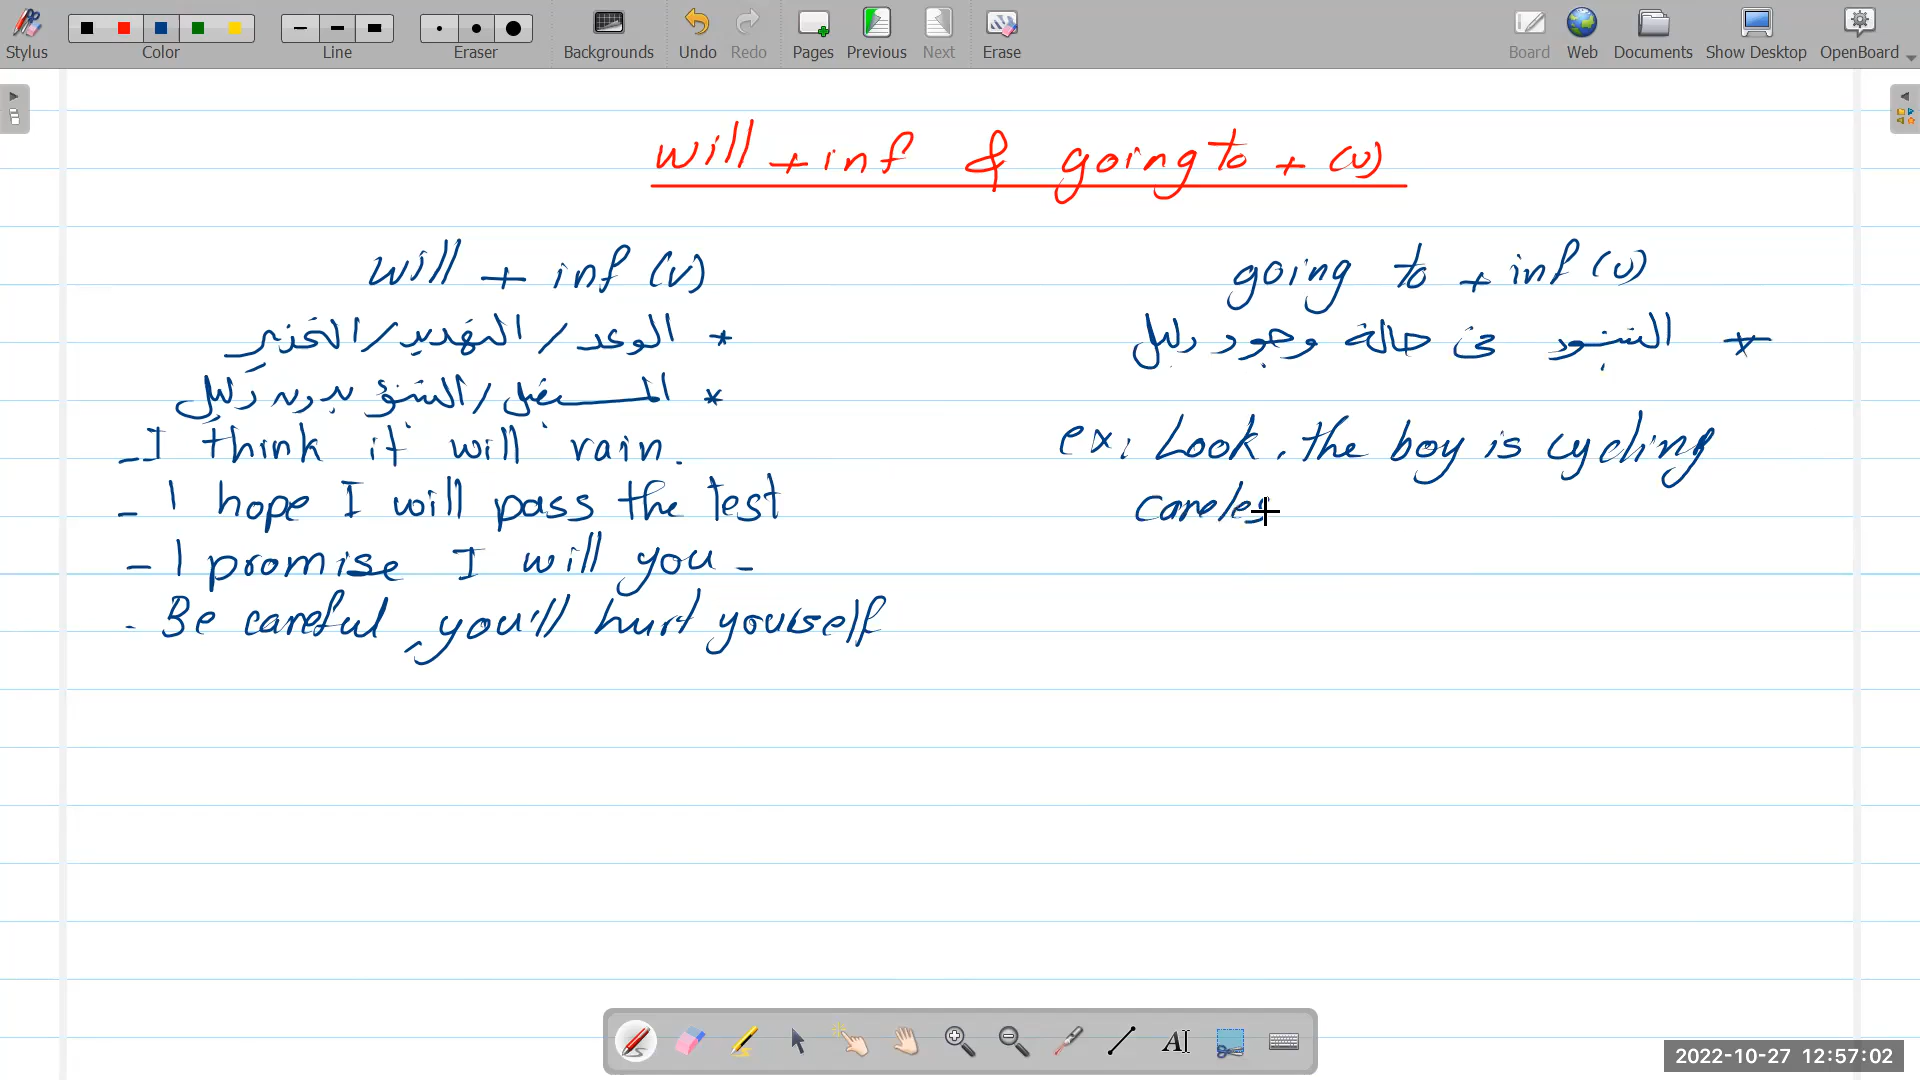 Stylus Color Line Eraser Backgrounds Undo Redo Pages Previous Next Erase Board Web Documents Show Desktop OpenBoard
will + inf & going to + (v)
will + inf (v)
* الوعد / التهديد / التحذير
* المستقبل / التنبؤ بدون دليل
- I think it will rain.
- I hope I will pass the test
- I promise I will you -
- Be careful, you'll hurt yourself
going to + inf (v)
* التنبود في حالة وجود دليل
ex: Look, the boy is cycling
careles
2022-10-27 12:57:02